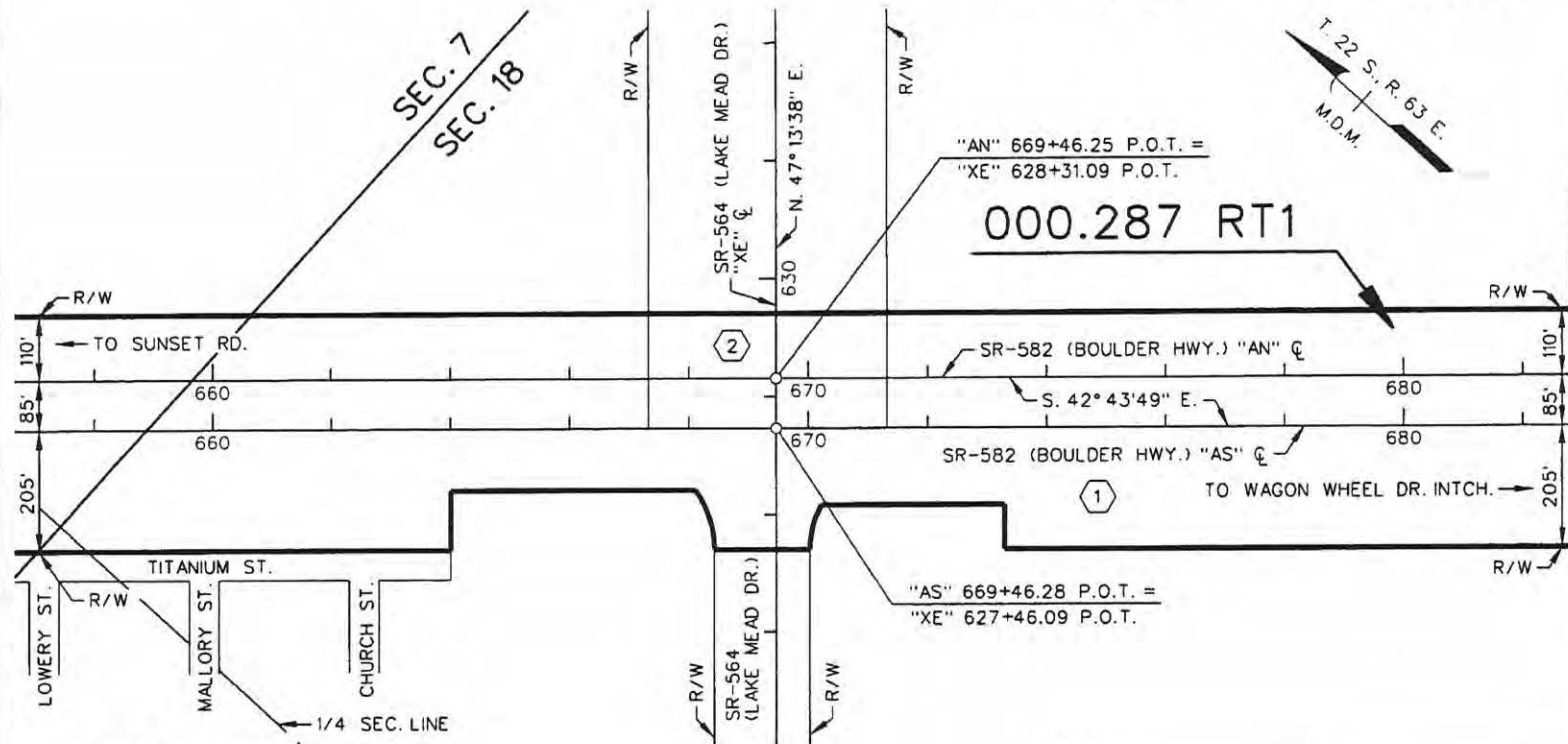 SEC. 7
SEC. 18
R/W
SR-564 (LAKE MEAD DR.)
"XE" ℄
N. 47° 13'38" E.
630
R/W
T. 22 S., R. 63 E.
M.D.M.
"AN" 669+46.25 P.O.T. =
"XE" 628+31.09 P.O.T.
000.287 RT1
R/W
R/W
110'
TO SUNSET RD.
2
SR-582 (BOULDER HWY.) "AN" ℄
110'
660
670
680
85'
S. 42° 43'49" E.
85'
660
670
680
SR-582 (BOULDER HWY.) "AS" ℄
205'
1
TO WAGON WHEEL DR. INTCH.
205'
TITANIUM ST.
R/W
R/W
LOWERY ST.
MALLORY ST.
CHURCH ST.
"AS" 669+46.28 P.O.T. =
"XE" 627+46.09 P.O.T.
R/W
SR-564
(LAKE MEAD DR.)
R/W
1/4 SEC. LINE